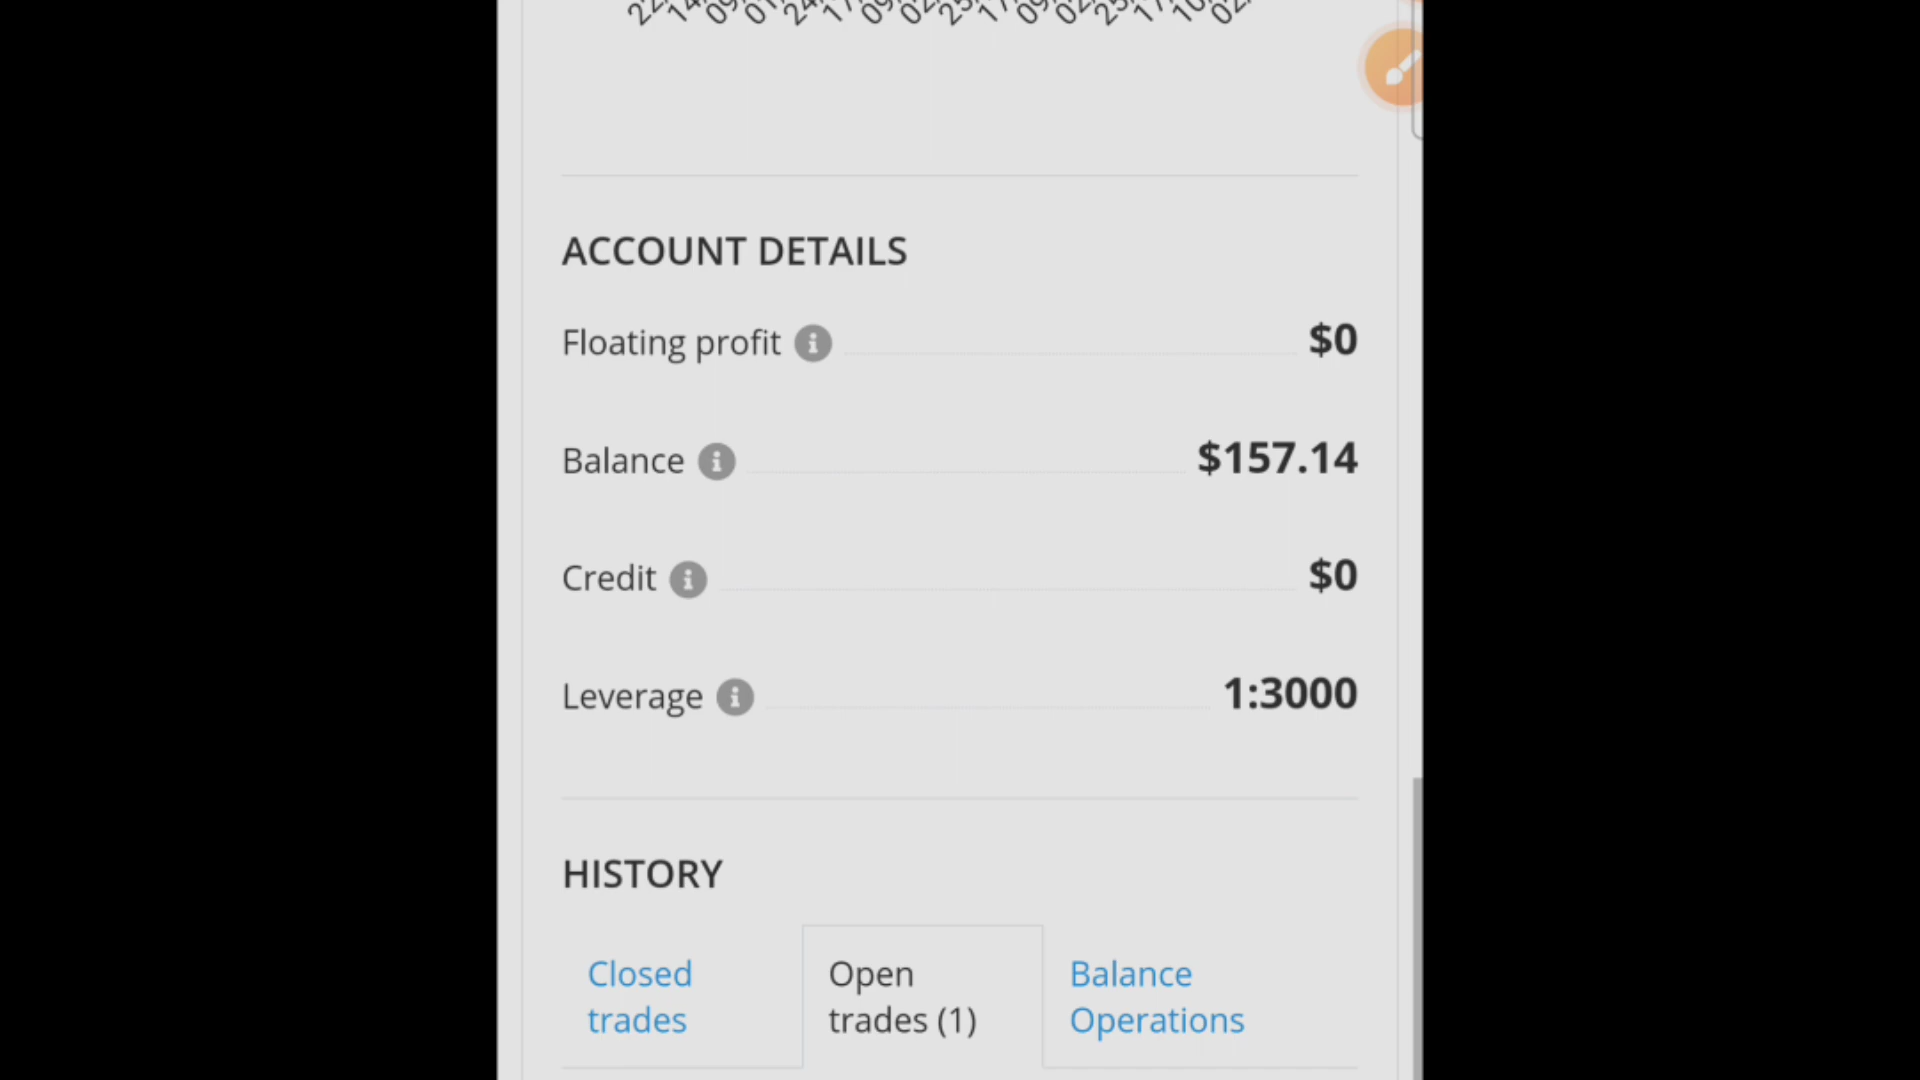 ACCOUNT DETAILS
Floating profit $0
Balance $157.14
Credit $0
Leverage 1:3000
HISTORY
Closed trades
Open trades (1)
Balance Operations